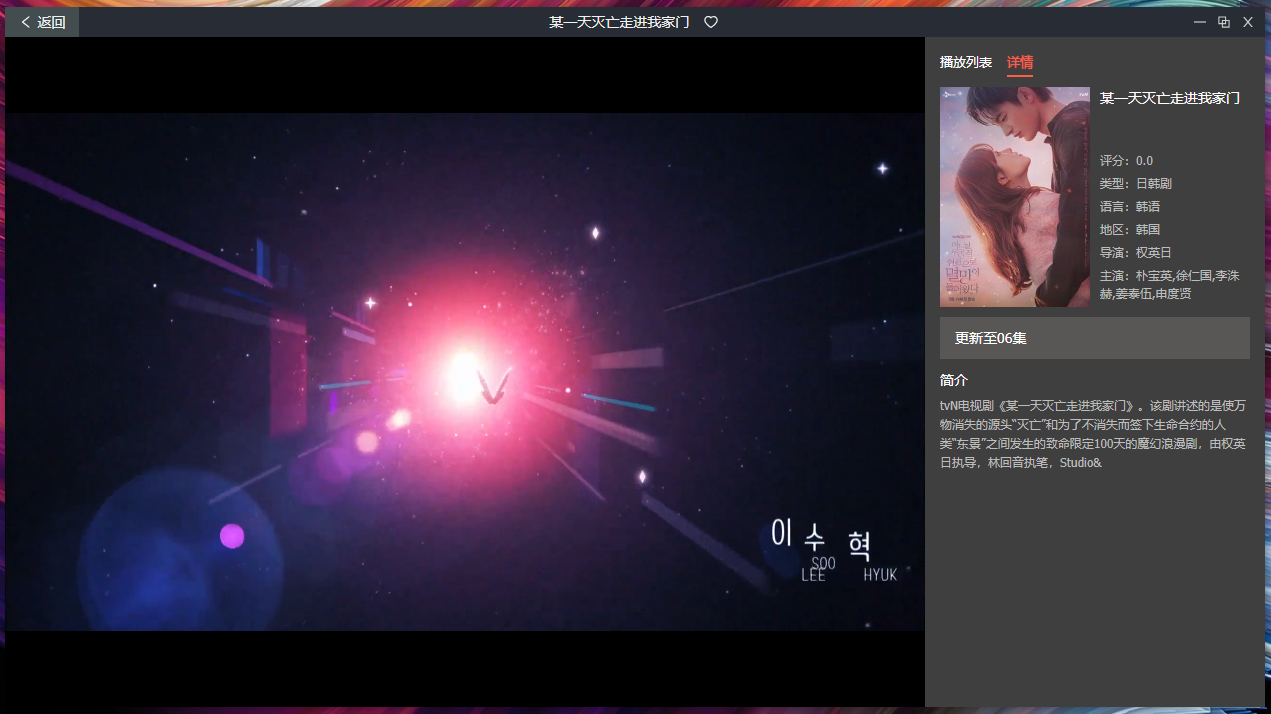 返回
某一天灭亡走进我家门
播放列表 详情
某一天灭亡走进我家门
评分：0.0
类型：日韩剧
语言：韩语
地区：韩国
导演：权英日
主演：朴宝英,徐仁国,李洙
赫,姜泰伍,申度贤
更新至06集
简介
tvN电视剧《某一天灭亡走进我家门》。该剧讲述的是使万
物消失的源头“灭亡”和为了不消失而签下生命合约的人
类“东景”之间发生的致命限定100天的魔幻浪漫剧，由权英
日执导，林回音执笔，Studio&
이 수 혁
LEE SOO HYUK